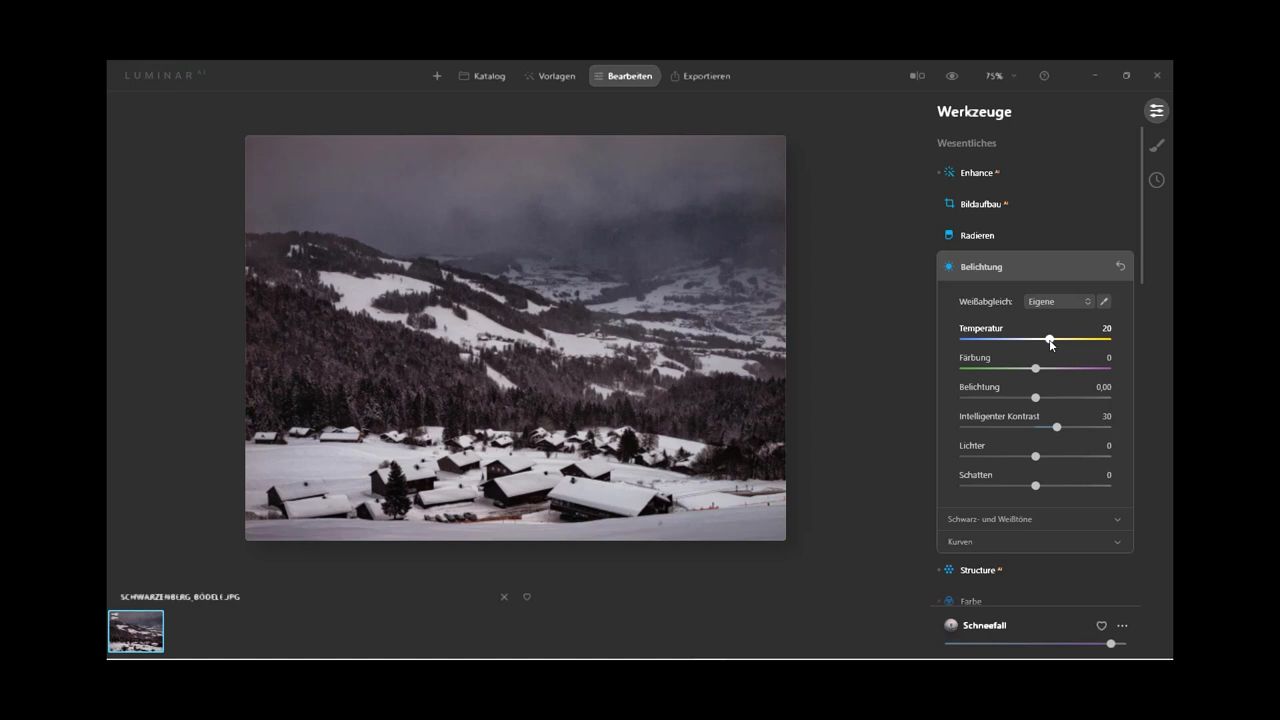 LUMINAR AI
Katalog
Vorlagen
Bearbeiten
Exportieren
75%
Werkzeuge
Wesentliches
Enhance AI
Bildaufbau AI
Radieren
Belichtung
Weißabgleich: Eigene
Temperatur 20
Färbung 0
Belichtung 0,00
Intelligenter Kontrast 30
Lichter 0
Schatten 0
Schwarz- und Weißtöne
Kurven
Structure AI
Farbe
SCHWARZENBERG_BÖDELE.JPG
Schneefall